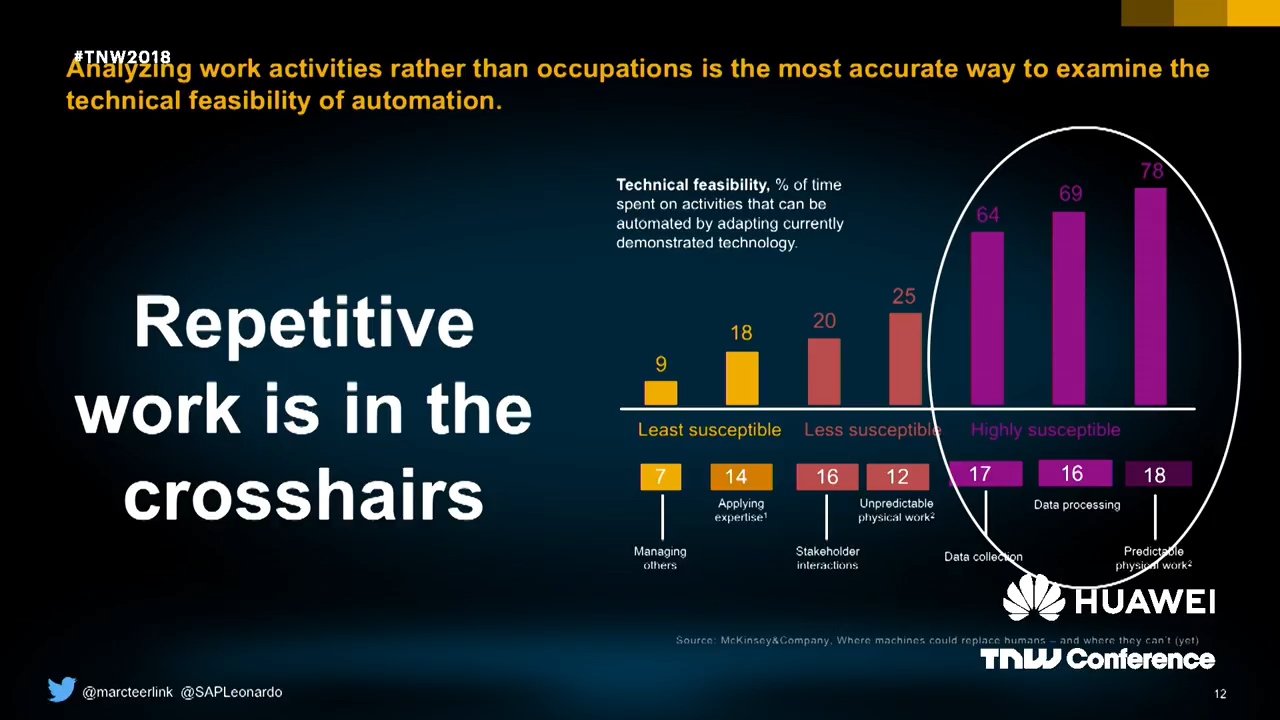 #TNW2018
Analyzing work activities rather than occupations is the most accurate way to examine the
technical feasibility of automation.
Repetitive
work is in the
crosshairs
Technical feasibility, % of time
spent on activities that can be
automated by adapting currently
demonstrated technology.
9
18
20
25
64
69
78
Least susceptible
Less susceptible
Highly susceptible
7
14
16
12
17
16
18
Managing
others
Applying
expertise¹
Stakeholder
interactions
Unpredictable
physical work²
Data collection
Data processing
Predictable
physical work²
HUAWEI
Source: McKinsey&Company, Where machines could replace humans – and where they can't (yet)
TNW Conference
@marcteerlink @SAPLeonardo
12